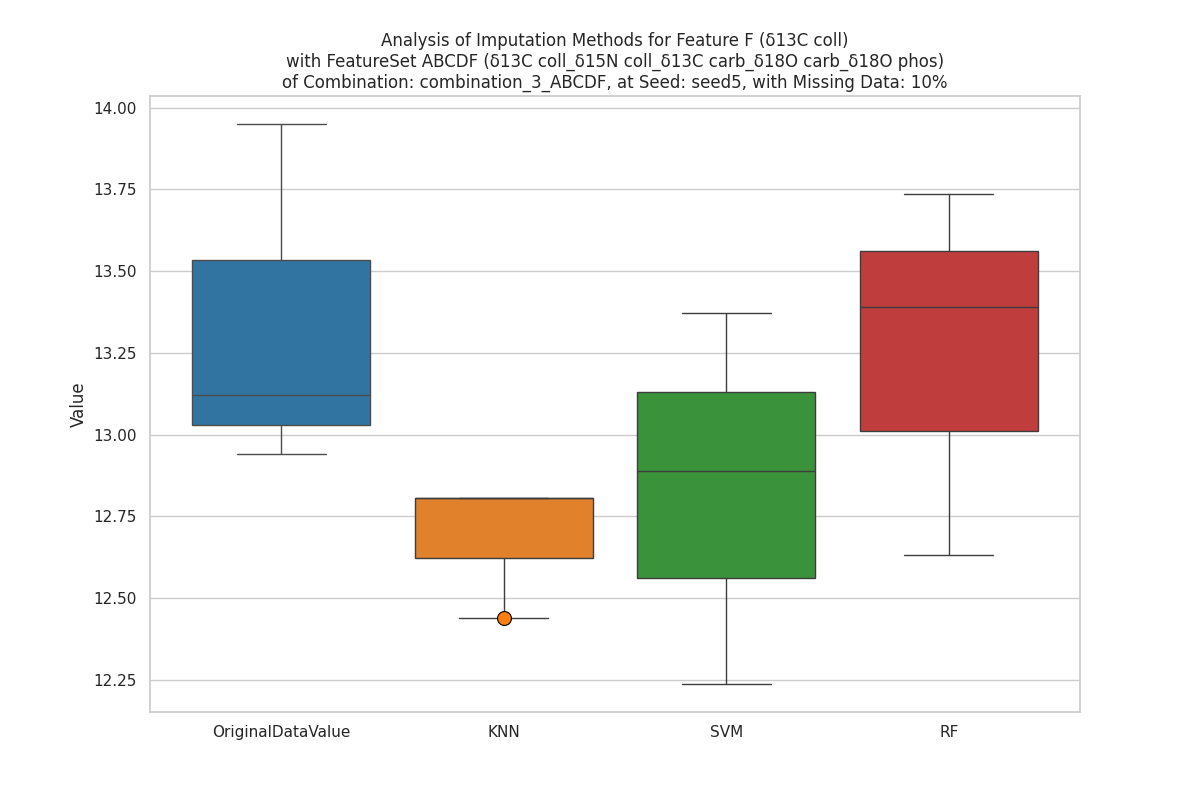 Analysis of Imputation Methods for Feature F (δ13C coll)
with FeatureSet ABCDF (δ13C coll_δ15N coll_δ13C carb_δ18O carb_δ18O phos)
of Combination: combination_3_ABCDF, at Seed: seed5, with Missing Data: 10%
14.00
13.75
13.50
13.25
13.00
12.75
12.50
12.25
Value
OriginalDataValue
KNN
SVM
RF